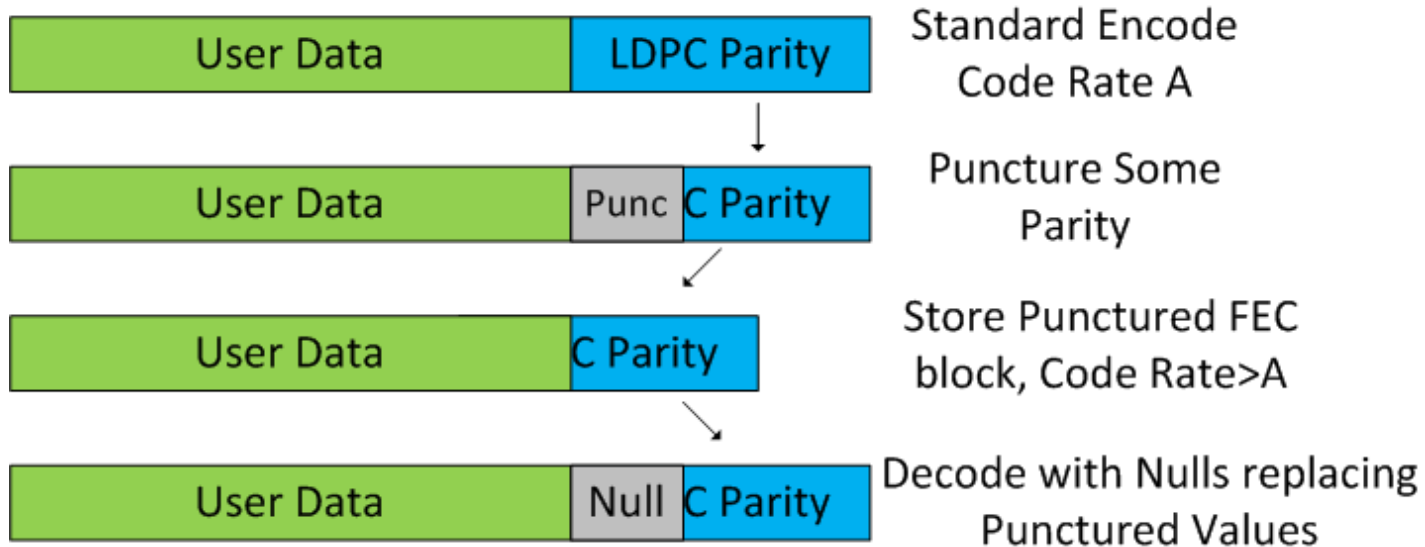 User Data
LDPC Parity
Standard Encode
Code Rate A
User Data
Punc
C Parity
Puncture Some
Parity
User Data
C Parity
Store Punctured FEC
block, Code Rate>A
User Data
Null
C Parity
Decode with Nulls replacing
Punctured Values